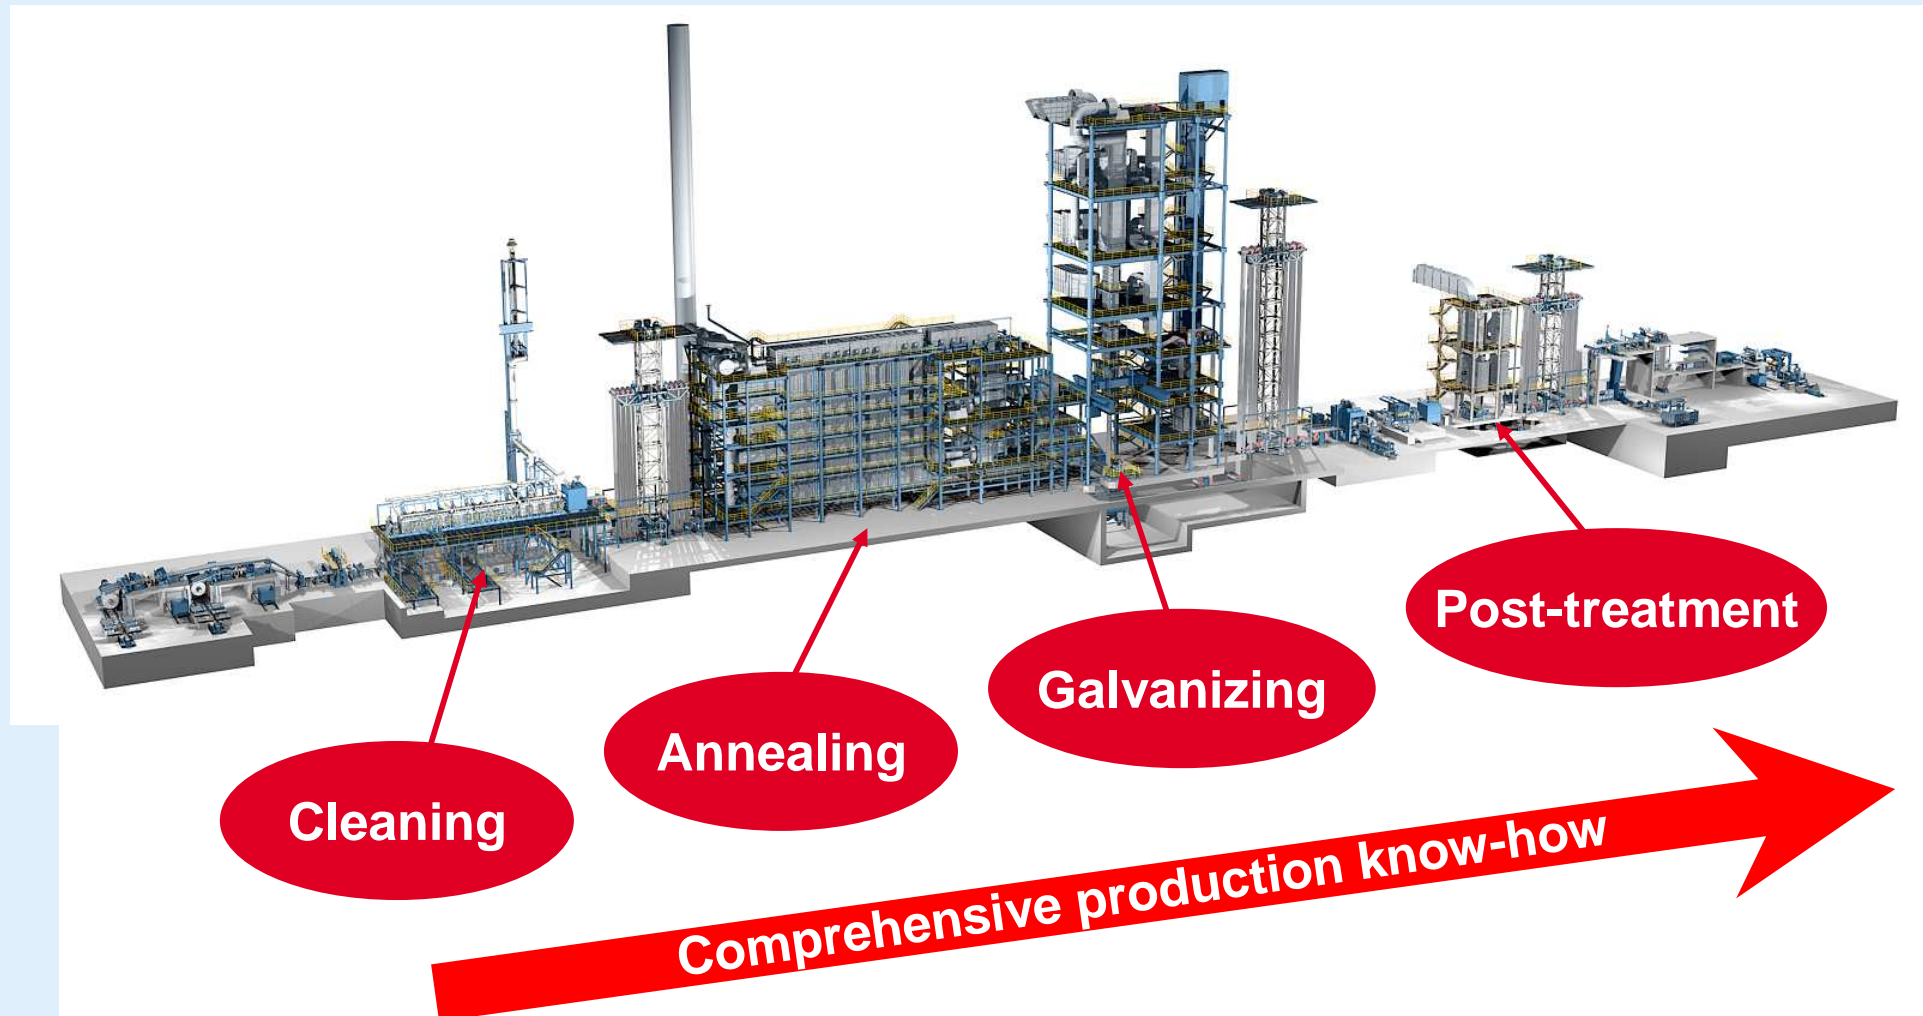 Cleaning
Annealing
Galvanizing
Post-treatment
Comprehensive production know-how